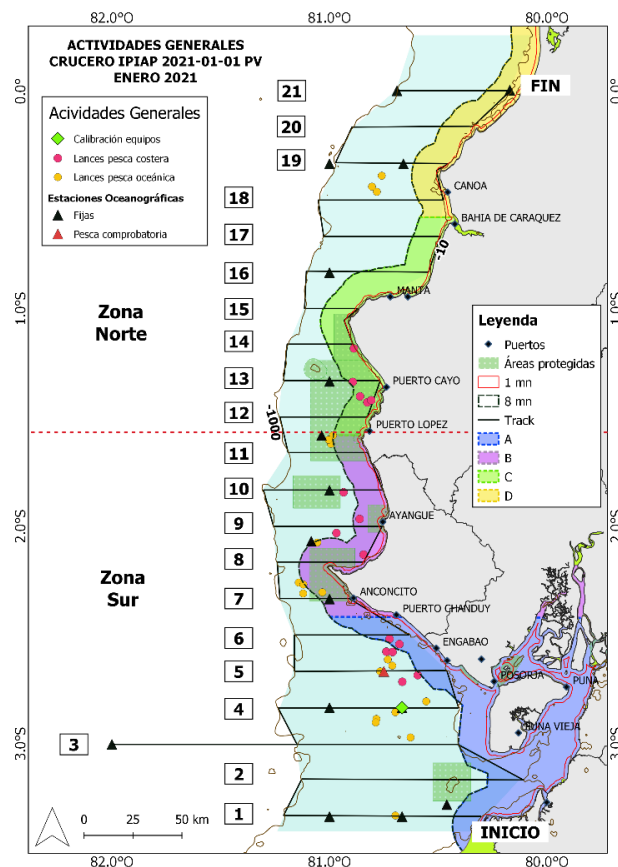 82.0°O
81.0°O
80.0°O
ACTIVIDADES GENERALES
CRUCERO IPIAP 2021-01-01 PV
ENERO 2021
Acividades Generales
Calibración equipos
Lances pesca costera
Lances pesca oceánica
Estaciones Oceanográficas
Fijas
Pesca comprobatoria
0.0°
1.0°S
2.0°S
3.0°S
21
FIN
20
19
CANOA
18
BAHIA DE CARAQUEZ
17
-10
16
MANTA
15
Zona
Norte
14
13
PUERTO CAYO
12
-1000
PUERTO LOPEZ
11
Leyenda
Puertos
Áreas protegidas
1 mn
8 mn
Track
A
B
C
D
10
9
AYANGUE
8
Zona
Sur
7
ANCONCITO
PUERTO CHANDUY
6
ENGABAO
5
POSORJA
PUNA
4
PUNA VIEJA
3
2
1
INICIO
0
25
50 km
82.0°O
81.0°O
80.0°O